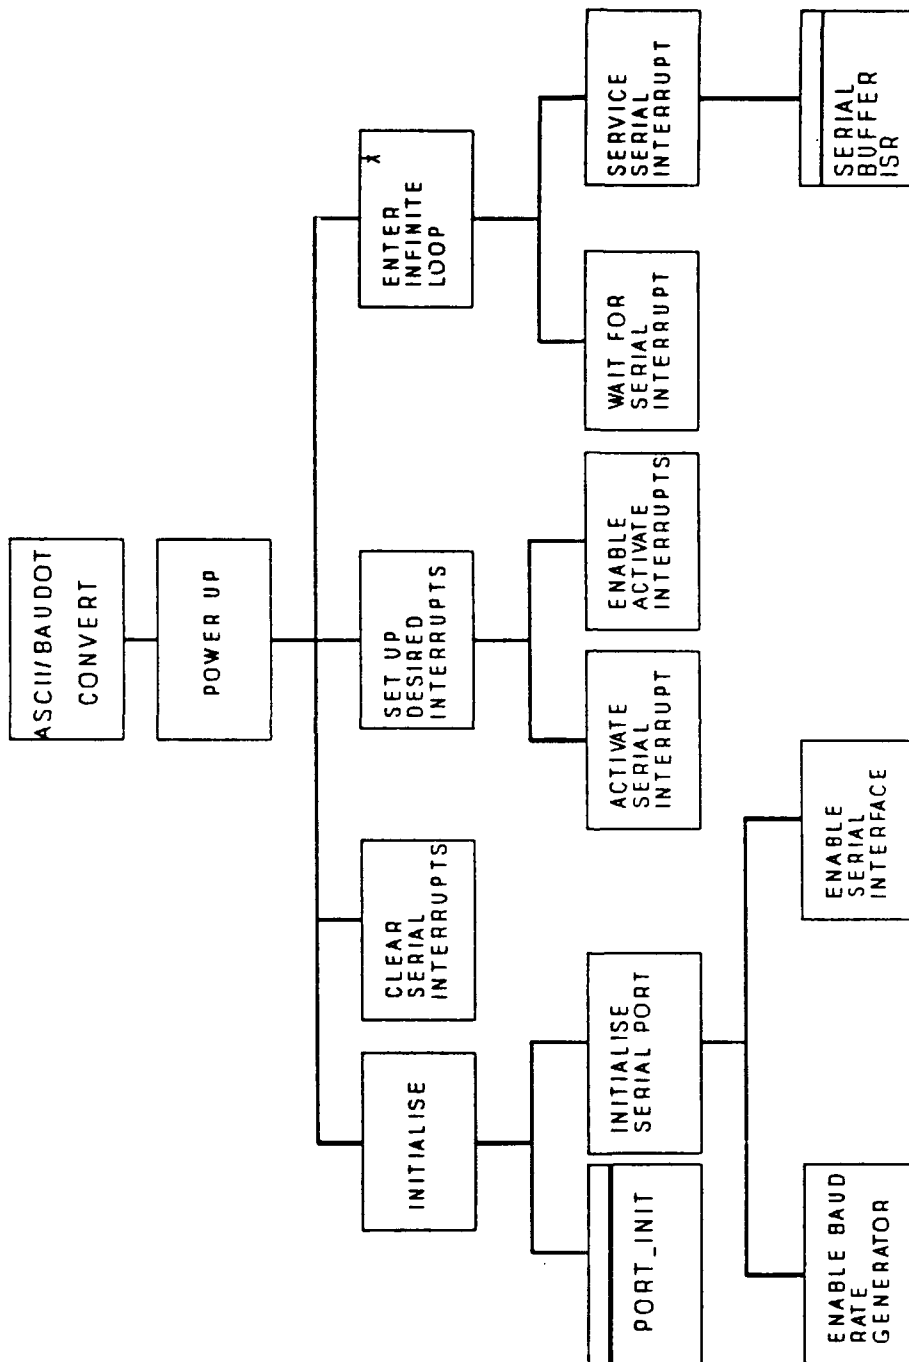 ASCII/BAUDOT
CONVERT
POWER UP
INITIALISE
CLEAR
SERIAL
INTERRUPTS
SET UP
DESIRED
INTERRUPTS
ENTER
INFINITE
LOOP
*
PORT_INIT
INITIALISE
SERIAL PORT
ACTIVATE
SERIAL
INTERRUPT
ENABLE
ACTIVATE
INTERRUPTS
WAIT FOR
SERIAL
INTERRUPT
SERVICE
SERIAL
INTERRUPT
ENABLE BAUD
RATE
GENERATOR
ENABLE
SERIAL
INTERFACE
SERIAL
BUFFER
ISR